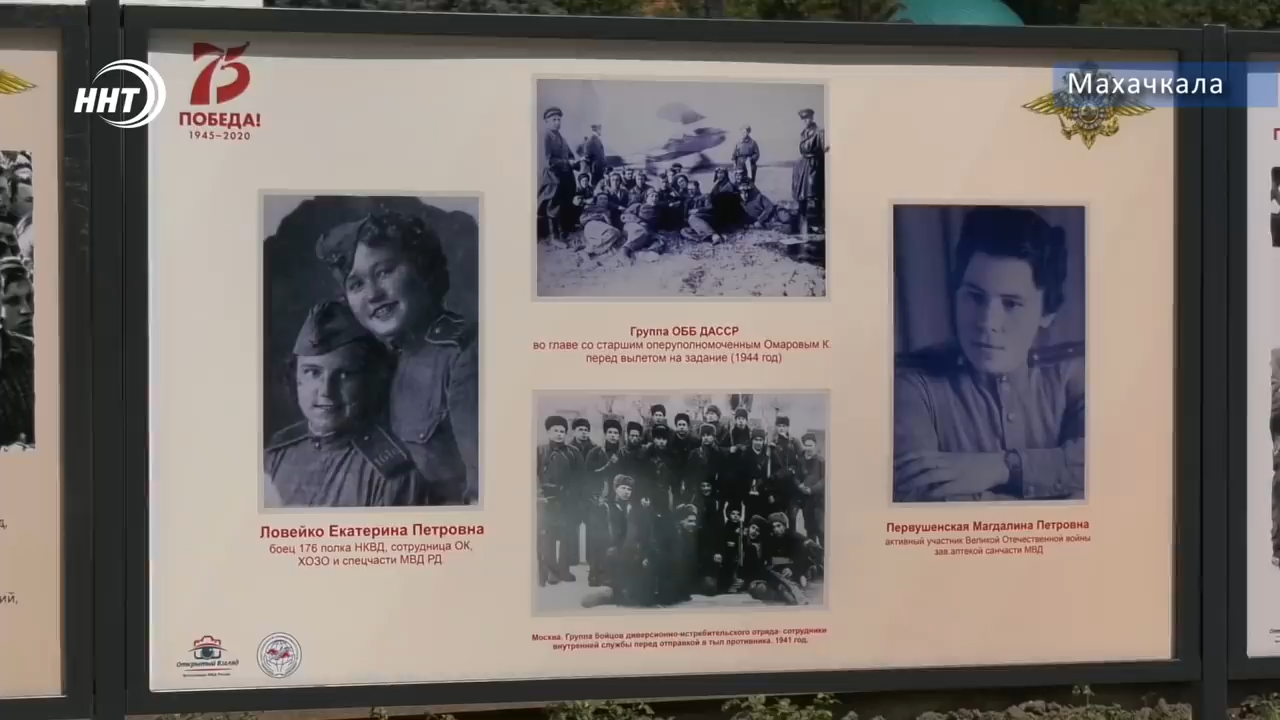 ННТ
75
ПОБЕДА!
1945–2020
Махачкала
Группа ОББ ДАССР
во главе со старшим оперуполномоченным Омаровым К.
перед вылетом на задание (1944 год)
Ловейко Екатерина Петровна
боец 176 полка НКВД, сотрудница ОК,
ХОЗО и спецчасти МВД РД
Первушенская Магдалина Петровна
активный участник Великой Отечественной войны
зав.аптекой санчасти МВД
Москва. Группа бойцов диверсионно-истребительского отряда- сотрудники
внутренней службы перед отправкой в тыл противника. 1941 год.
Открытый Взгляд
ий,